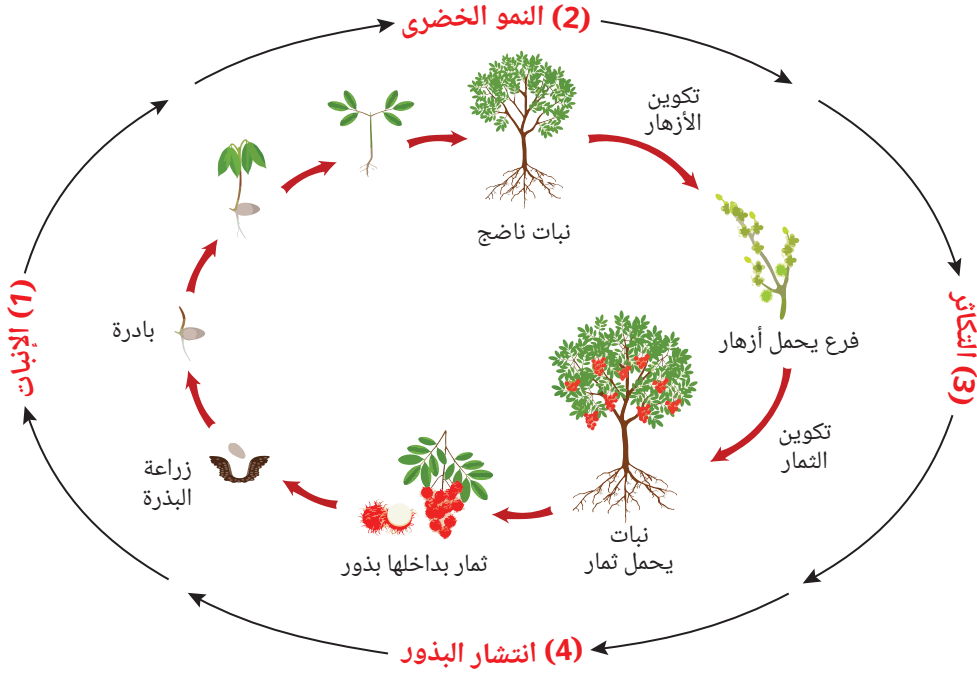 (1) الإنبات
(2) النمو الخضرى
(3) التكاثر
(4) انتشار البذور
زراعة
البذرة
بادرة
نبات ناضج
تكوين
الأزهار
فرع يحمل أزهار
تكوين
الثمار
نبات
يحمل ثمار
ثمار بداخلها بذور